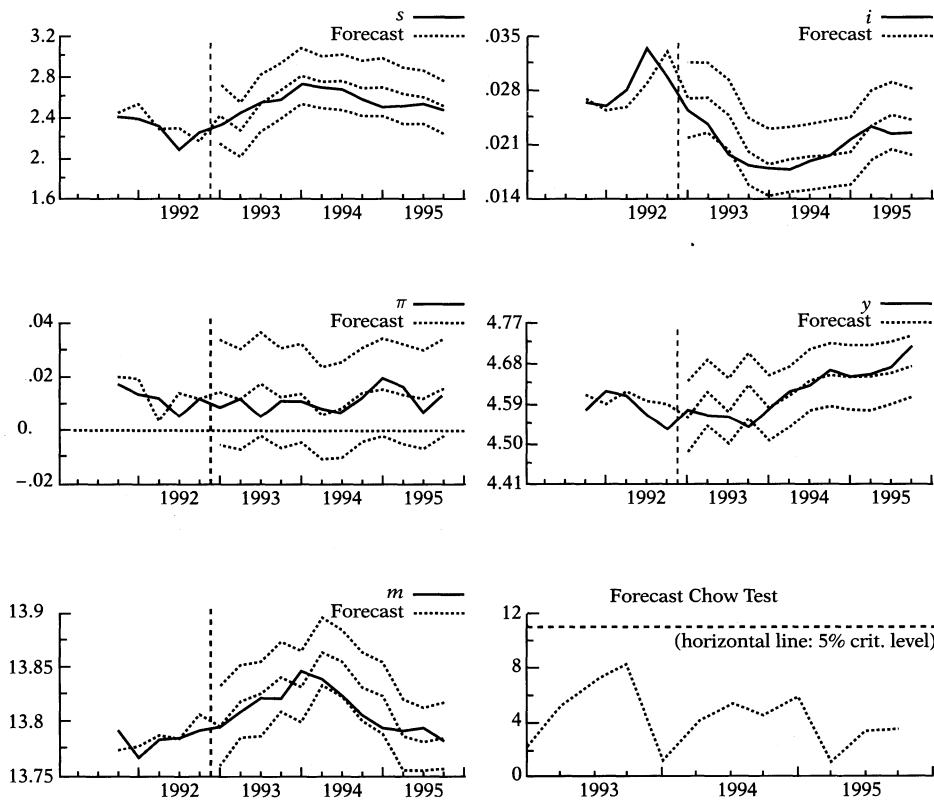 s
Forecast
3.2
2.8
2.4
2.
1.6
1992 1993 1994 1995
i
Forecast
.035
.028
.021
.014
1992 1993 1994 1995
π
Forecast
.04
.02
0.
−.02
1992 1993 1994 1995
y
Forecast
4.77
4.68
4.59
4.50
4.41
1992 1993 1994 1995
m
Forecast
13.9
13.85
13.8
13.75
1992 1993 1994 1995
Forecast Chow Test
(horizontal line: 5% crit. level)
12
8
4
0
1993 1994 1995